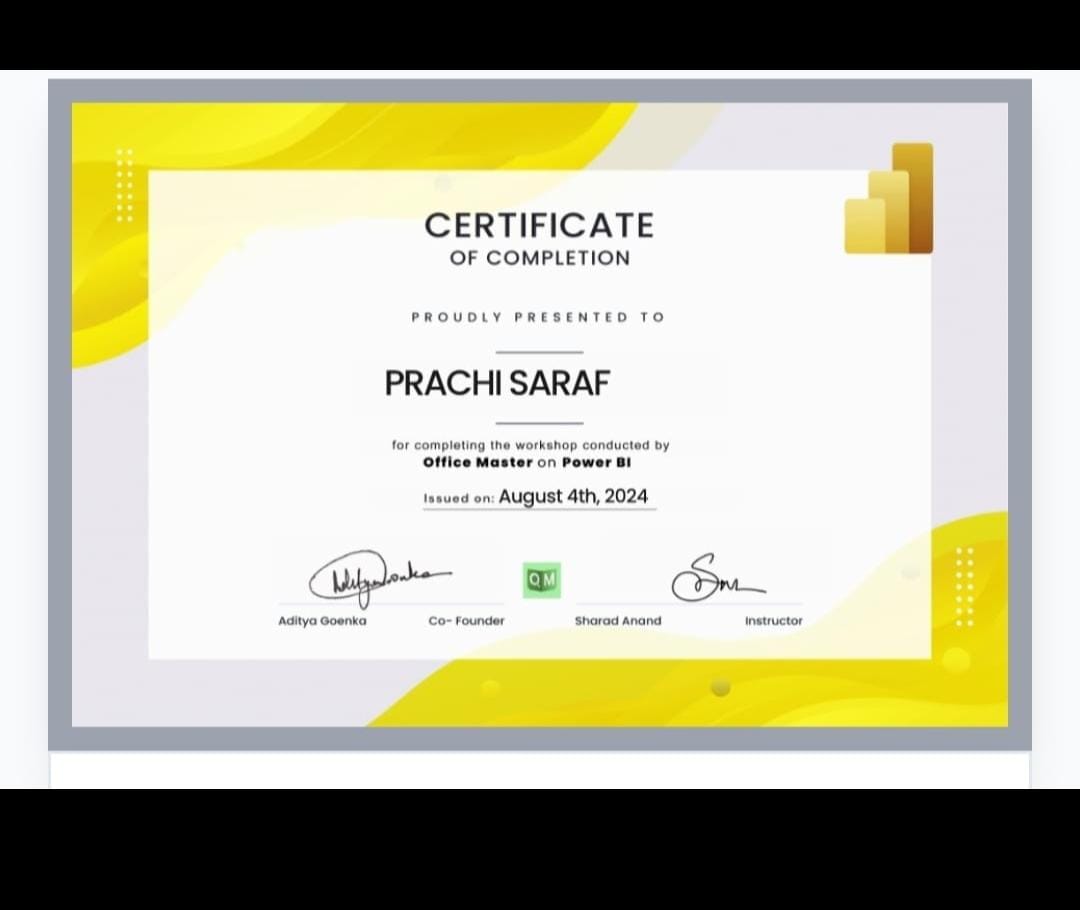 CERTIFICATE
OF COMPLETION
PROUDLY PRESENTED TO
PRACHI SARAF
for completing the workshop conducted by
Office Master on Power BI
Issued on: August 4th, 2024
OM
Aditya Goenka Co- Founder Sharad Anand Instructor